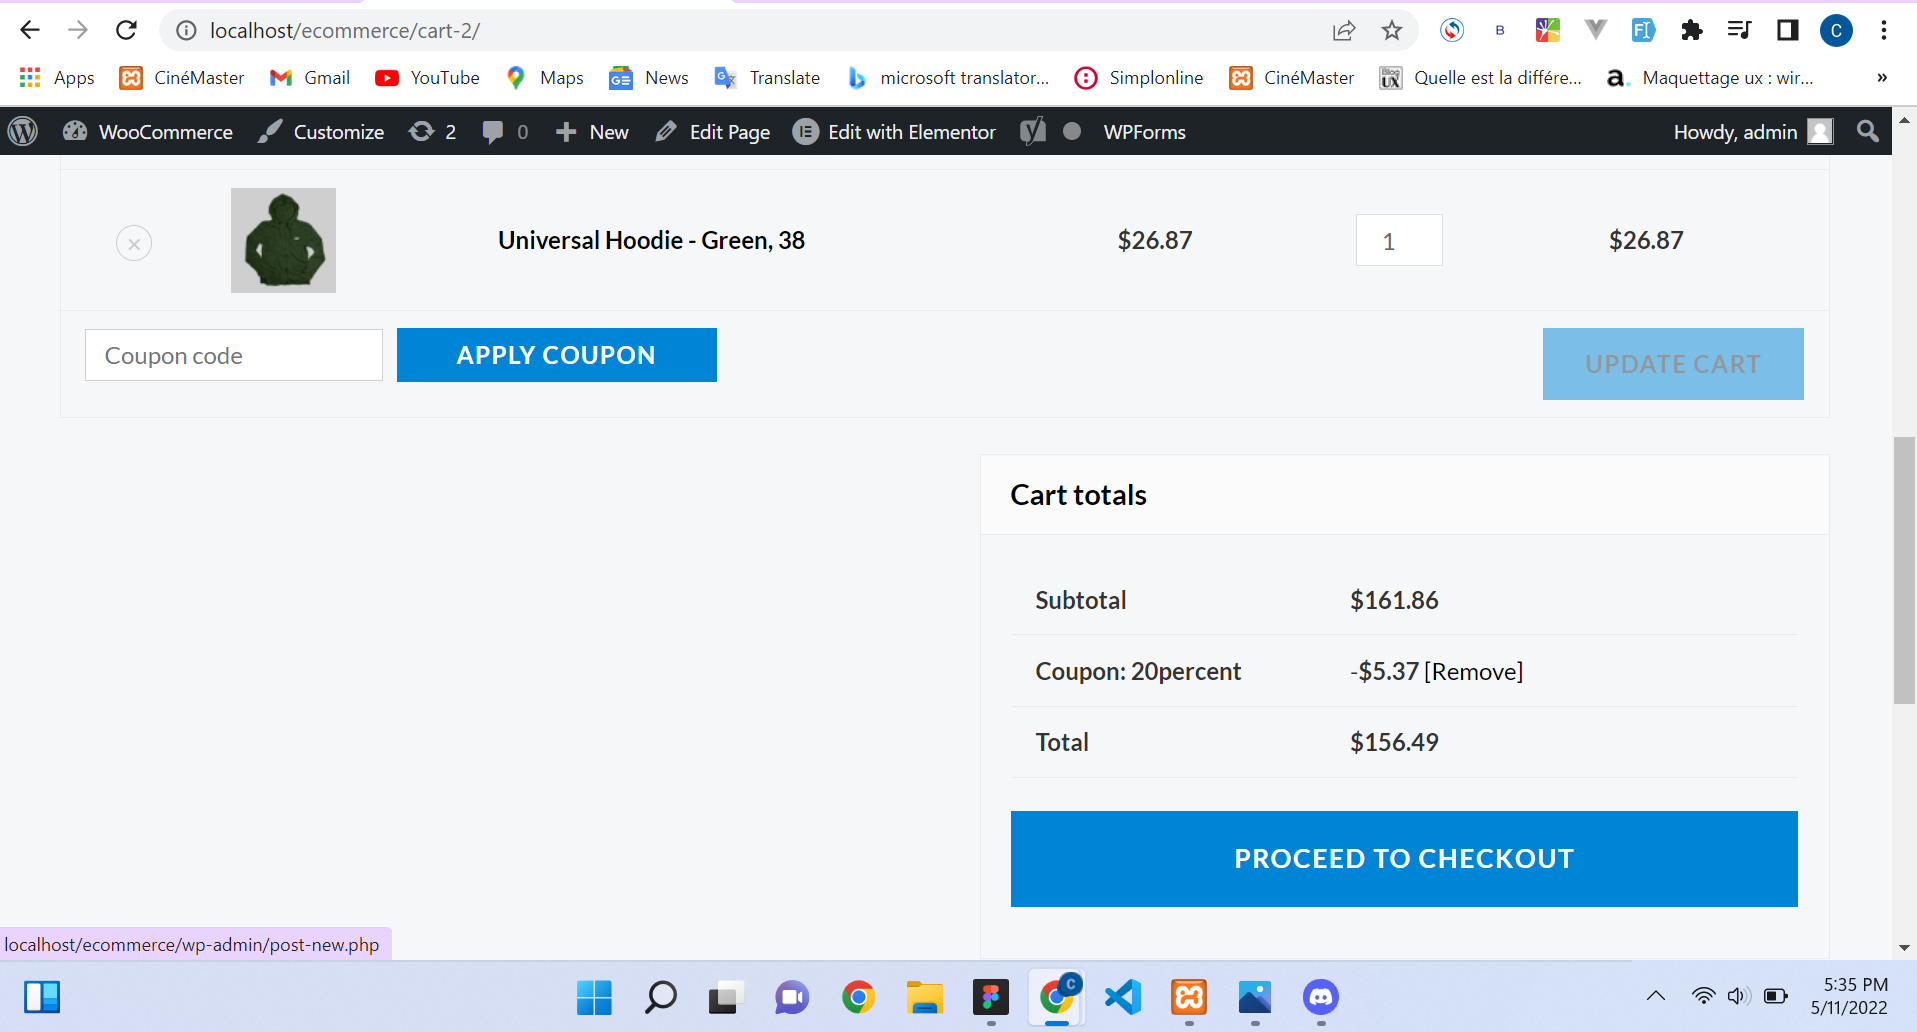 localhost/ecommerce/cart-2/
Apps CinéMaster Gmail YouTube Maps News Translate microsoft translator... Simplonline CinéMaster Quelle est la différe... Maquettage ux : wir... »
WooCommerce Customize 2 0 New Edit Page Edit with Elementor WPForms Howdy, admin
Universal Hoodie - Green, 38 $26.87 1 $26.87
Coupon code APPLY COUPON UPDATE CART
Cart totals
Subtotal $161.86
Coupon: 20percent -$5.37 [Remove]
Total $156.49
PROCEED TO CHECKOUT
localhost/ecommerce/wp-admin/post-new.php
5:35 PM
5/11/2022